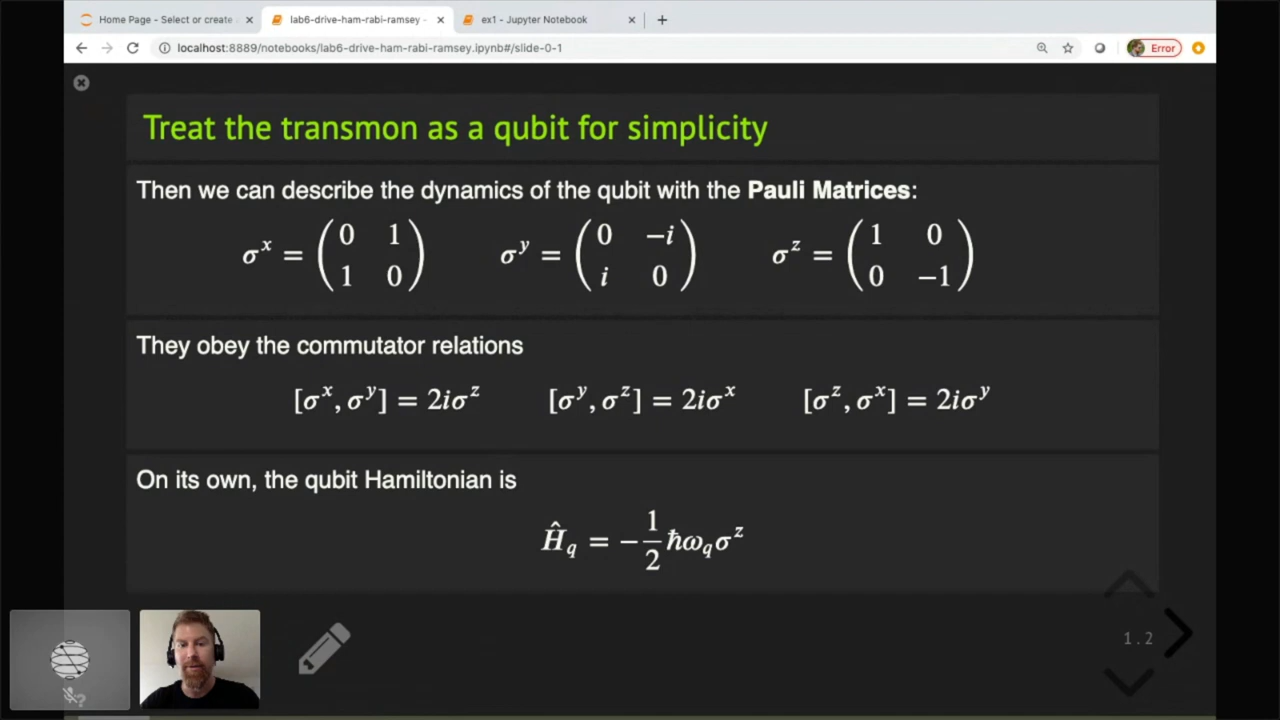 Home Page - Select or create
lab6-drive-ham-rabi-ramsey -
ex1 - Jupyter Notebook
localhost:8889/notebooks/lab6-drive-ham-rabi-ramsey.ipynb#/slide-0-1
Error
Treat the transmon as a qubit for simplicity
Then we can describe the dynamics of the qubit with the Pauli Matrices:
σ^x = (0 1; 1 0) σ^y = (0 −i; i 0) σ^z = (1 0; 0 −1)
They obey the commutator relations
[σ^x, σ^y] = 2iσ^z [σ^y, σ^z] = 2iσ^x [σ^z, σ^x] = 2iσ^y
On its own, the qubit Hamiltonian is
Ĥ_q = −1/2 ℏω_qσ^z
1.2